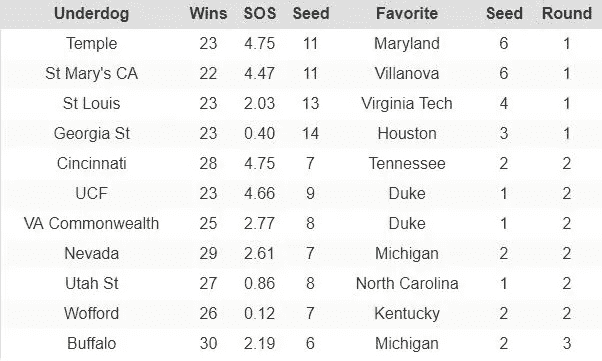 Underdog Wins SOS Seed Favorite Seed Round
Temple 23 4.75 11 Maryland 6 1
St Mary's CA 22 4.47 11 Villanova 6 1
St Louis 23 2.03 13 Virginia Tech 4 1
Georgia St 23 0.40 14 Houston 3 1
Cincinnati 28 4.75 7 Tennessee 2 2
UCF 23 4.66 9 Duke 1 2
VA Commonwealth 25 2.77 8 Duke 1 2
Nevada 29 2.61 7 Michigan 2 2
Utah St 27 0.86 8 North Carolina 1 2
Wofford 26 0.12 7 Kentucky 2 2
Buffalo 30 2.19 6 Michigan 2 3